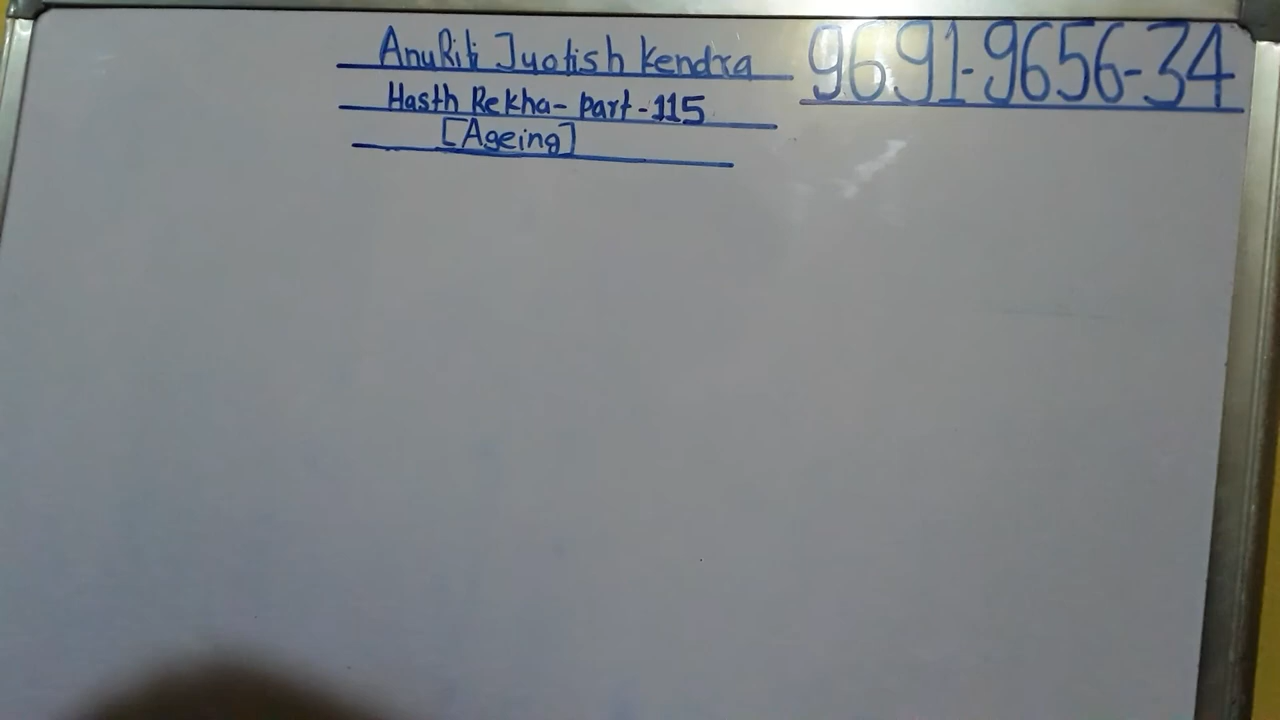 AnuRiti Jyotish Kendra 9691-9656-34
Hasth Rekha- part-115
[Ageing]